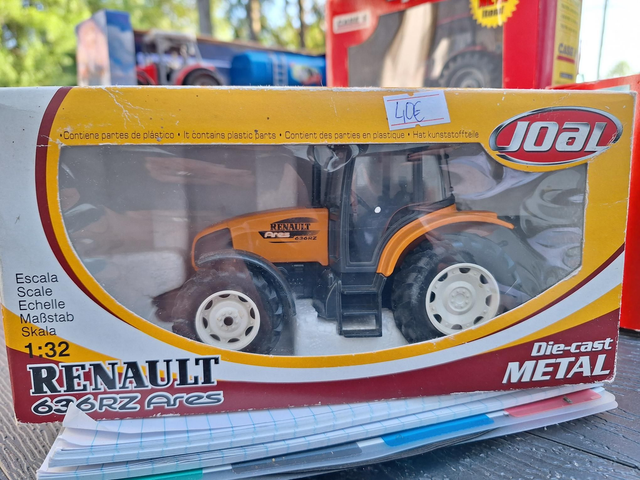 40€
•Contiene partes de plástico • It contains plastic parts • Contient des parties en plastique • Hat kunststoffteile
JOAL
RENAULT
Ares
636RZ
Escala
Scale
Echelle
Maßstab
Skala
1:32
RENAULT
636RZ Ares
Die-cast
METAL
CASE